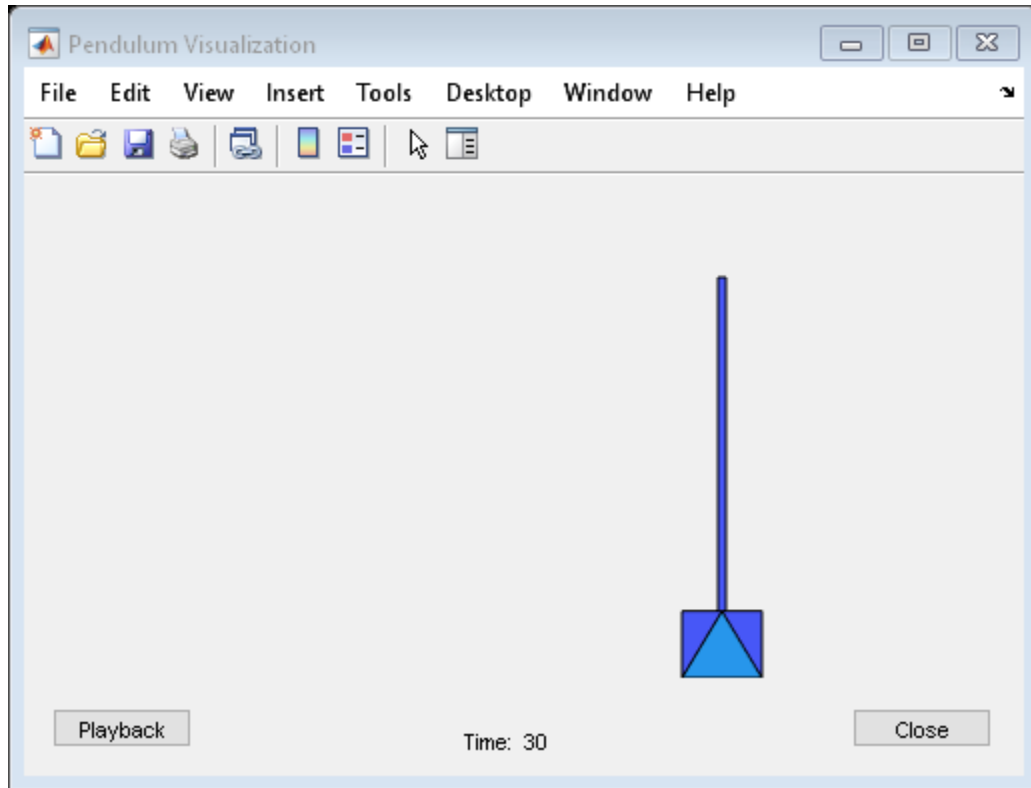 Pendulum Visualization
File Edit View Insert Tools Desktop Window Help
Playback
Time: 30
Close